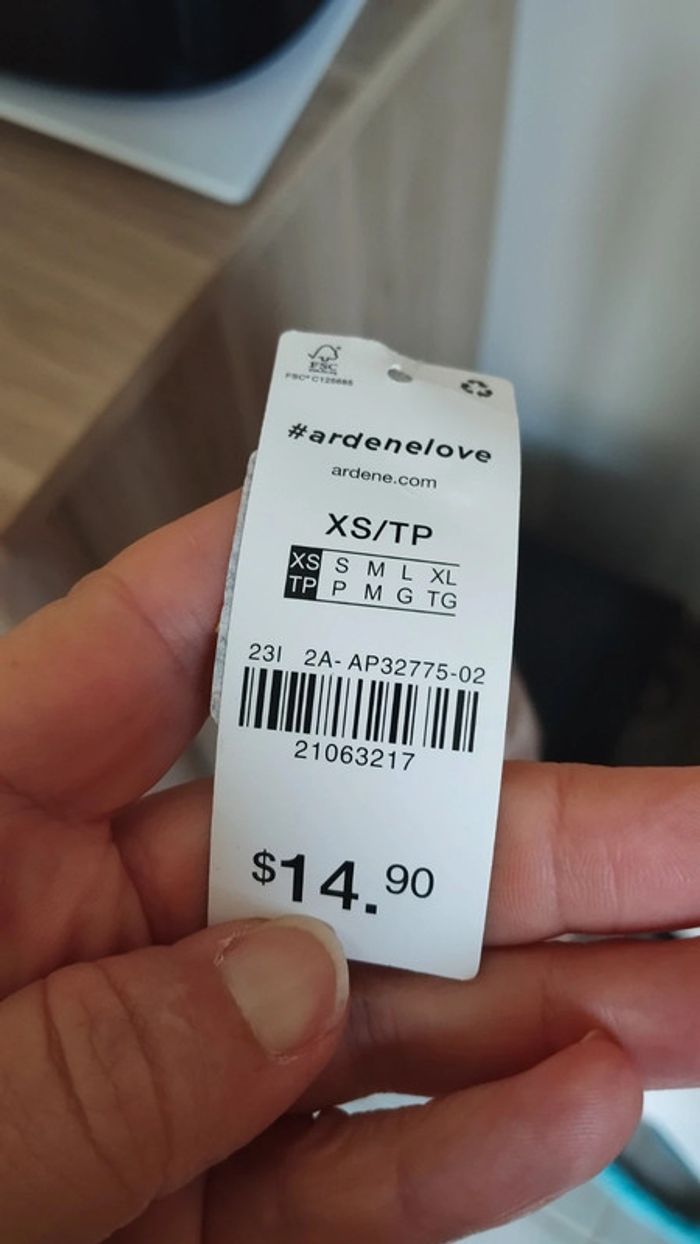 FSC
FSC® C125685
#ardenelove
ardene.com
XS/TP
XS S M L XL
TP P M G TG
23I 2A- AP32775-02
21063217
$14.90